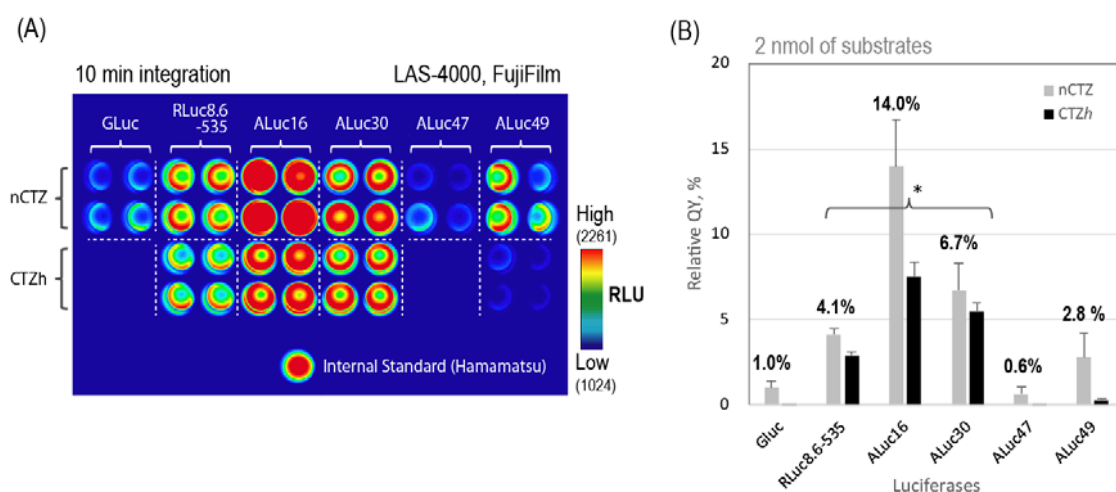 (A)
10 min integration
LAS-4000, FujiFilm
GLuc
RLuc8.6
-535
ALuc16
ALuc30
ALuc47
ALuc49
nCTZ
CTZh
High
(2261)
RLU
Low
(1024)
Internal Standard (Hamamatsu)
(B)
2 nmol of substrates
nCTZ
CTZh
Relative QY, %
20
15
10
5
0
1.0%
4.1%
14.0%
6.7%
0.6%
2.8 %
*
Gluc
RLuc8.6-535
ALuc16
ALuc30
ALuc47
ALuc49
Luciferases